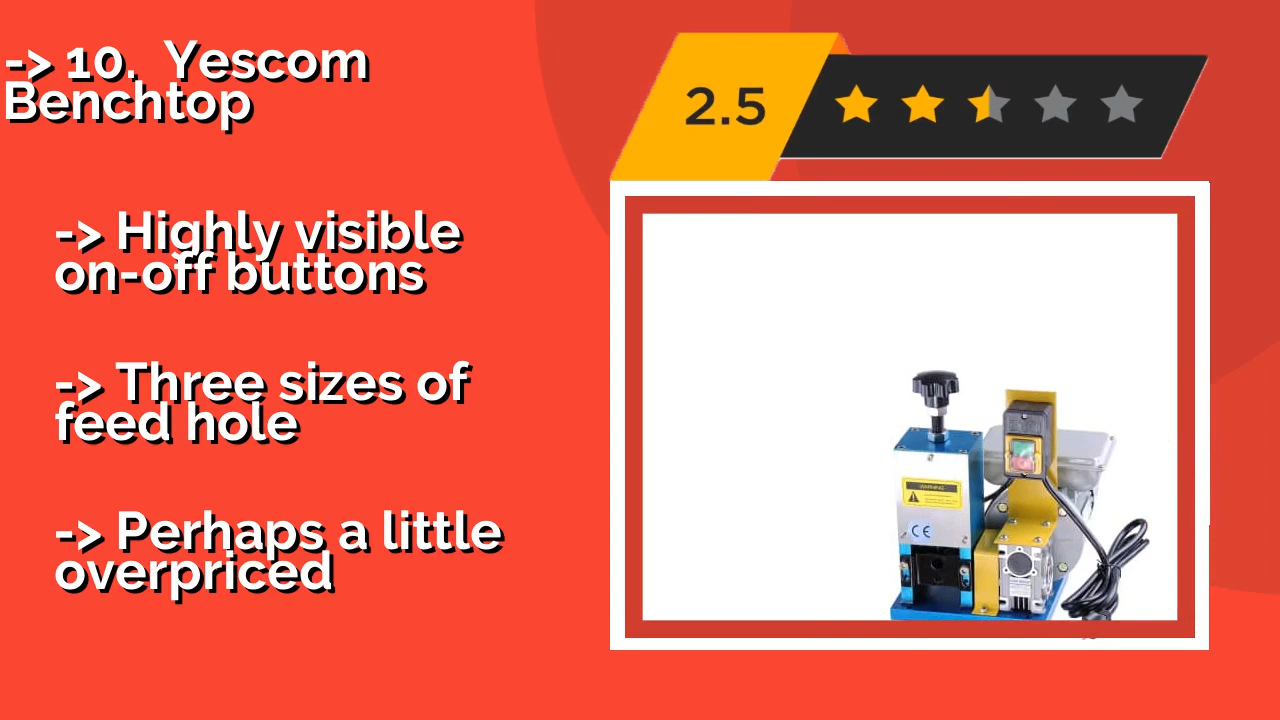 -> 10.  Yescom
Benchtop
2.5
-> Highly visible
on-off buttons
-> Three sizes of
feed hole
-> Perhaps a little
overpriced
WARNING
CE